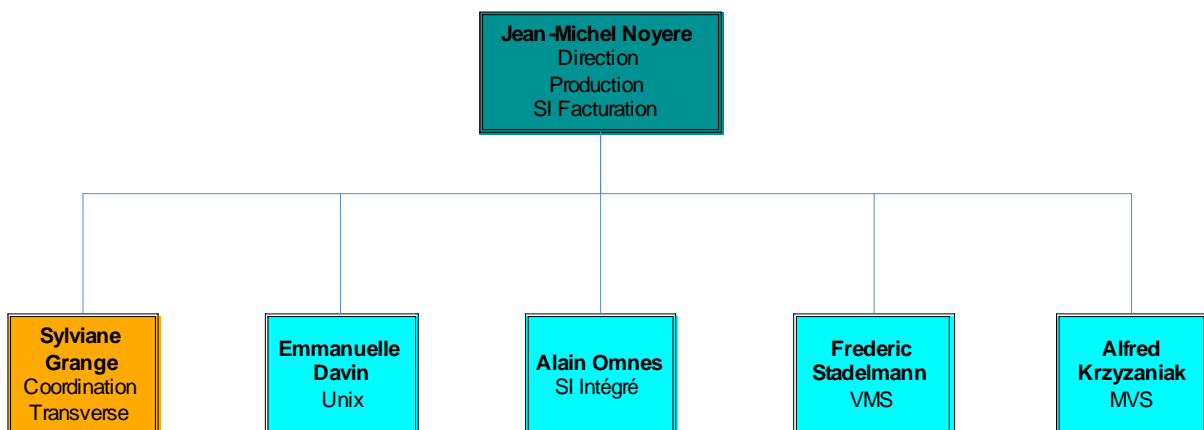 Jean-Michel Noyere
Direction
Production
SI Facturation
Sylviane
Grange
Coordination
Transverse
Emmanuelle
Davin
Unix
Alain Omnes
SI Intégré
Frederic
Stadelmann
VMS
Alfred
Krzyzaniak
MVS